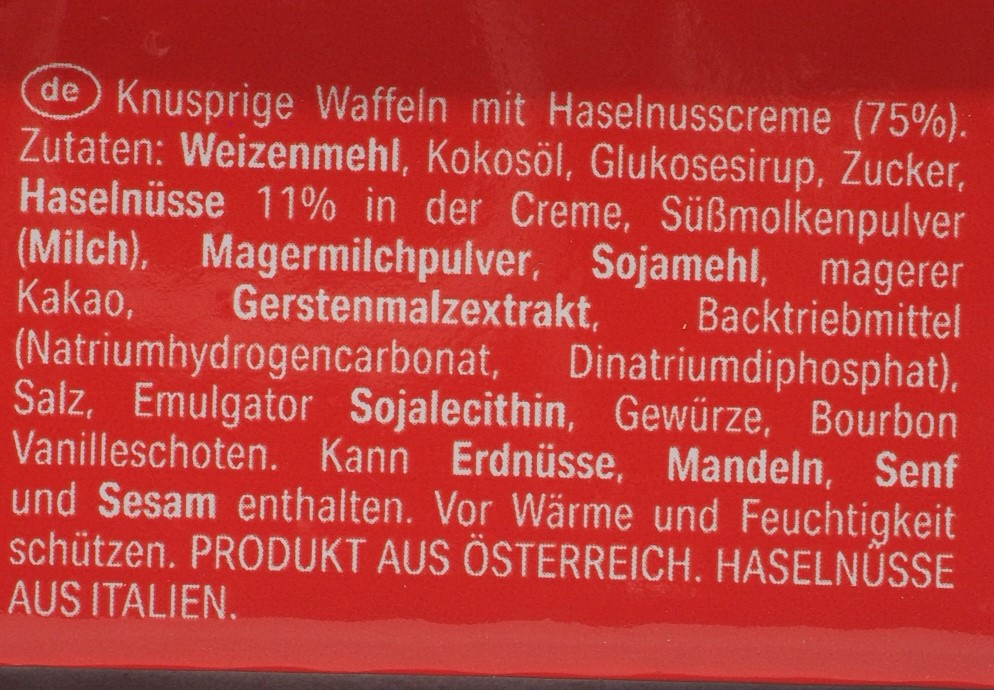 de Knusprige Waffeln mit Haselnusscreme (75%).
Zutaten: Weizenmehl, Kokosöl, Glukosesirup, Zucker,
Haselnüsse 11% in der Creme, Süßmolkenpulver
(Milch), Magermilchpulver, Sojamehl, magerer
Kakao, Gerstenmalzextrakt, Backtriebmittel
(Natriumhydrogencarbonat, Dinatriumdiphosphat),
Salz, Emulgator Sojalecithin, Gewürze, Bourbon
Vanilleschoten. Kann Erdnüsse, Mandeln, Senf
und Sesam enthalten. Vor Wärme und Feuchtigkeit
schützen. PRODUKT AUS ÖSTERREICH. HASELNÜSSE
AUS ITALIEN.